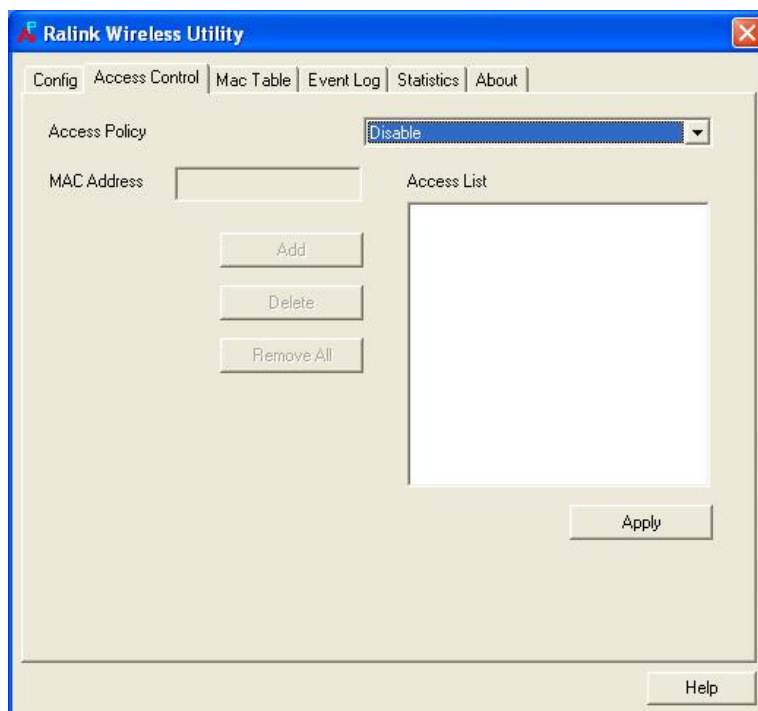 Ralink Wireless Utility
Config Access Control Mac Table Event Log Statistics About
Access Policy Disable
MAC Address Access List
Add
Delete
Remove All
Apply
Help